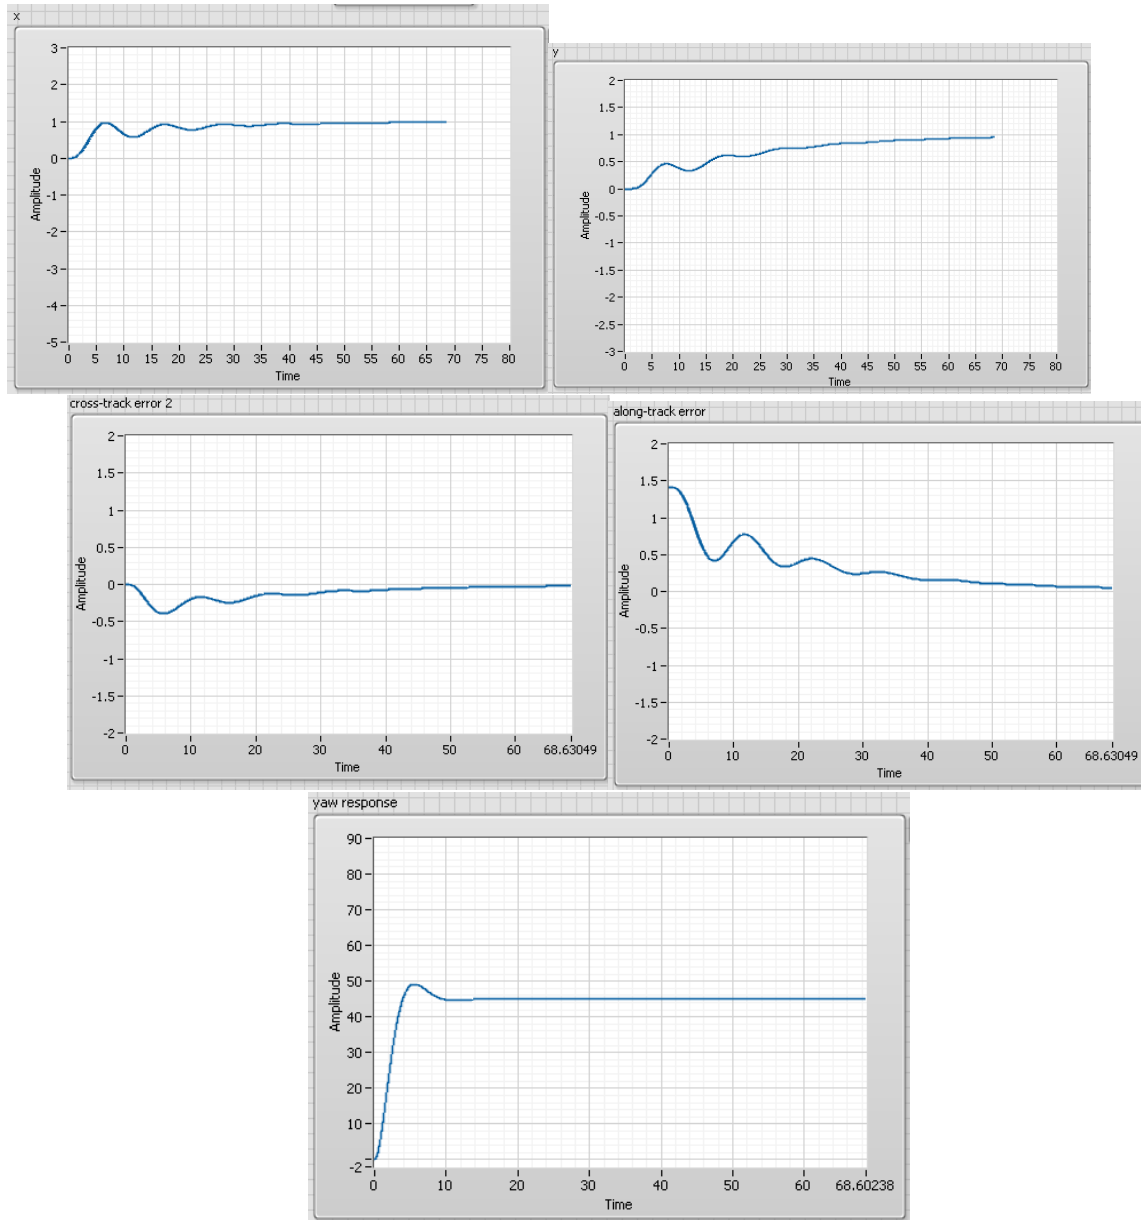 x
3
2
1
0
-1
-2
-3
-4
-5
Amplitude
0 5 10 15 20 25 30 35 40 45 50 55 60 65 70 75 80
Time
y
2
1.5
1
0.5
0
-0.5
-1
-1.5
-2
-2.5
-3
Amplitude
0 5 10 15 20 25 30 35 40 45 50 55 60 65 70 75 80
Time
cross-track error 2
2
1.5
1
0.5
0
-0.5
-1
-1.5
-2
Amplitude
0 10 20 30 40 50 60 68.63049
Time
along-track error
2
1.5
1
0.5
0
-0.5
-1
-1.5
-2
Amplitude
0 10 20 30 40 50 60 68.63049
Time
yaw response
90
80
70
60
50
40
30
20
10
-2
Amplitude
0 10 20 30 40 50 60 68.60238
Time